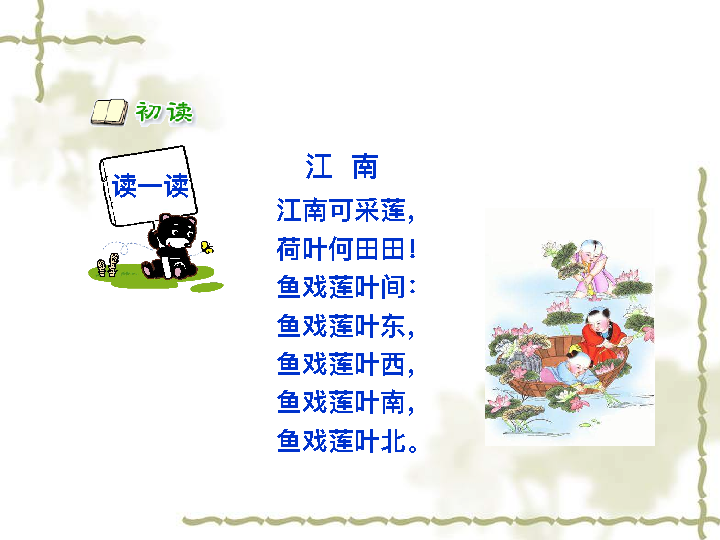 初读
读一读
江 南
江南可采莲，
荷叶何田田！
鱼戏莲叶间：
鱼戏莲叶东，
鱼戏莲叶西，
鱼戏莲叶南，
鱼戏莲叶北。